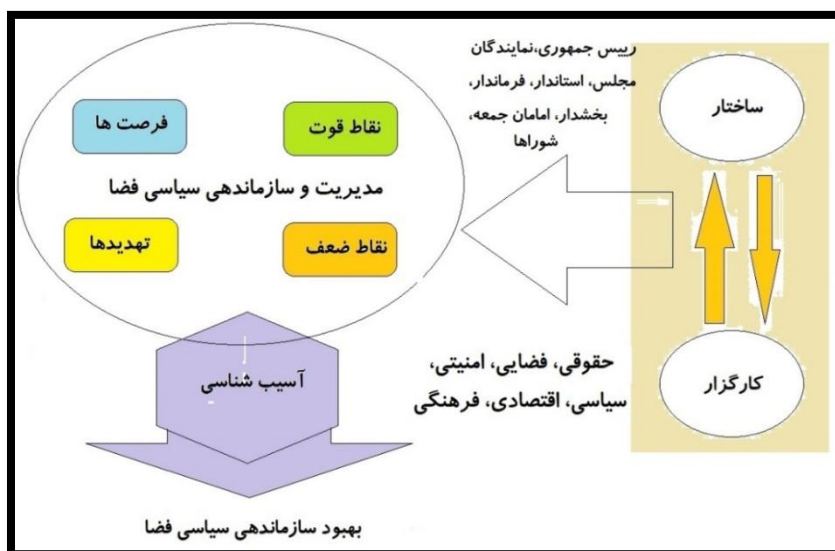 رییس جمهوری،نمایندگان
مجلس، استاندار، فرماندار،
بخشدار، امامان جمعه،
شوراها
ساختار
کارگزار
حقوقی، فضایی، امنیتی،
سیاسی، اقتصادی، فرهنگی
نقاط قوت
فرصت ها
مدیریت و سازماندهی سیاسی فضا
نقاط ضعف
تهدیدها
آسیب شناسی
بهبود سازماندهی سیاسی فضا